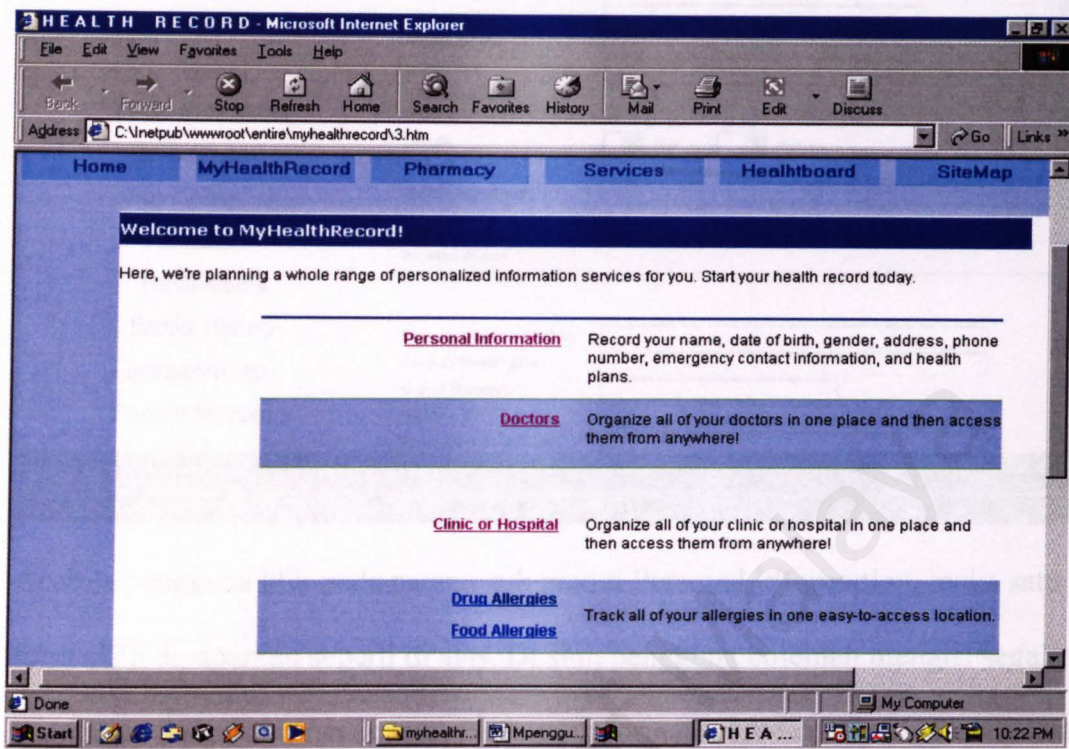 HEALTH RECORD - Microsoft Internet Explorer
File Edit View Favorites Tools Help
Back Forward Stop Refresh Home Search Favorites History Mail Print Edit Discuss
Address C:\Inetpub\wwwroot\entire\myhealthrecord\3.htm Go Links »
Home MyHealthRecord Pharmacy Services Healhtboard SiteMap
Welcome to MyHealthRecord!
Here, we're planning a whole range of personalized information services for you. Start your health record today.
Personal Information Record your name, date of birth, gender, address, phone
number, emergency contact information, and health
plans.
Doctors Organize all of your doctors in one place and then access
them from anywhere!
Clinic or Hospital Organize all of your clinic or hospital in one place and
then access them from anywhere!
Drug Allergies
Track all of your allergies in one easy-to-access location.
Food Allergies
Done My Computer
Start myhealthr... Mpenggu... HEA... 10:22 PM